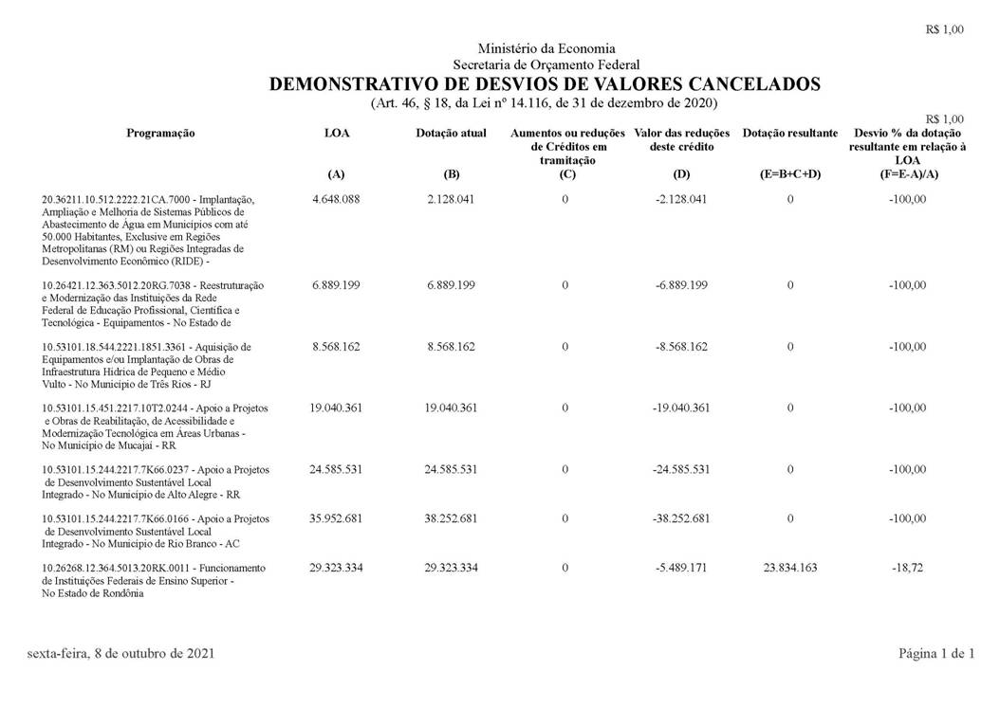 R$ 1,00
Ministério da Economia
Secretaria de Orçamento Federal
DEMONSTRATIVO DE DESVIOS DE VALORES CANCELADOS
(Art. 46, § 18, da Lei nº 14.116, de 31 de dezembro de 2020)
R$ 1,00
Programação LOA Dotação atual Aumentos ou reduções Valor das reduções Dotação resultante Desvio % da dotação
de Créditos em deste crédito resultante em relação à
tramitação LOA
(A) (B) (C) (D) (E=B+C+D) (F=E-A)/A)
20.36211.10.512.2222.21CA.7000 - Implantação, 4.648.088 2.128.041 0 -2.128.041 0 -100,00
Ampliação e Melhoria de Sistemas Públicos de
Abastecimento de Água em Municípios com até
50.000 Habitantes, Exclusive em Regiões
Metropolitanas (RM) ou Regiões Integradas de
Desenvolvimento Econômico (RIDE) -
10.26421.12.363.5012.20RG.7038 - Reestruturação 6.889.199 6.889.199 0 -6.889.199 0 -100,00
e Modernização das Instituições da Rede
Federal de Educação Profissional, Científica e
Tecnológica - Equipamentos - No Estado de
10.53101.18.544.2221.1851.3361 - Aquisição de 8.568.162 8.568.162 0 -8.568.162 0 -100,00
Equipamentos e/ou Implantação de Obras de
Infraestrutura Hídrica de Pequeno e Médio
Vulto - No Município de Três Rios - RJ
10.53101.15.451.2217.10T2.0244 - Apoio a Projetos 19.040.361 19.040.361 0 -19.040.361 0 -100,00
e Obras de Reabilitação, de Acessibilidade e
Modernização Tecnológica em Áreas Urbanas -
No Município de Mucajaí - RR
10.53101.15.244.2217.7K66.0237 - Apoio a Projetos 24.585.531 24.585.531 0 -24.585.531 0 -100,00
de Desenvolvimento Sustentável Local
Integrado - No Município de Alto Alegre - RR
10.53101.15.244.2217.7K66.0166 - Apoio a Projetos 35.952.681 38.252.681 0 -38.252.681 0 -100,00
de Desenvolvimento Sustentável Local
Integrado - No Município de Rio Branco - AC
10.26268.12.364.5013.20RK.0011 - Funcionamento 29.323.334 29.323.334 0 -5.489.171 23.834.163 -18,72
de Instituições Federais de Ensino Superior -
No Estado de Rondônia
sexta-feira, 8 de outubro de 2021 Página 1 de 1